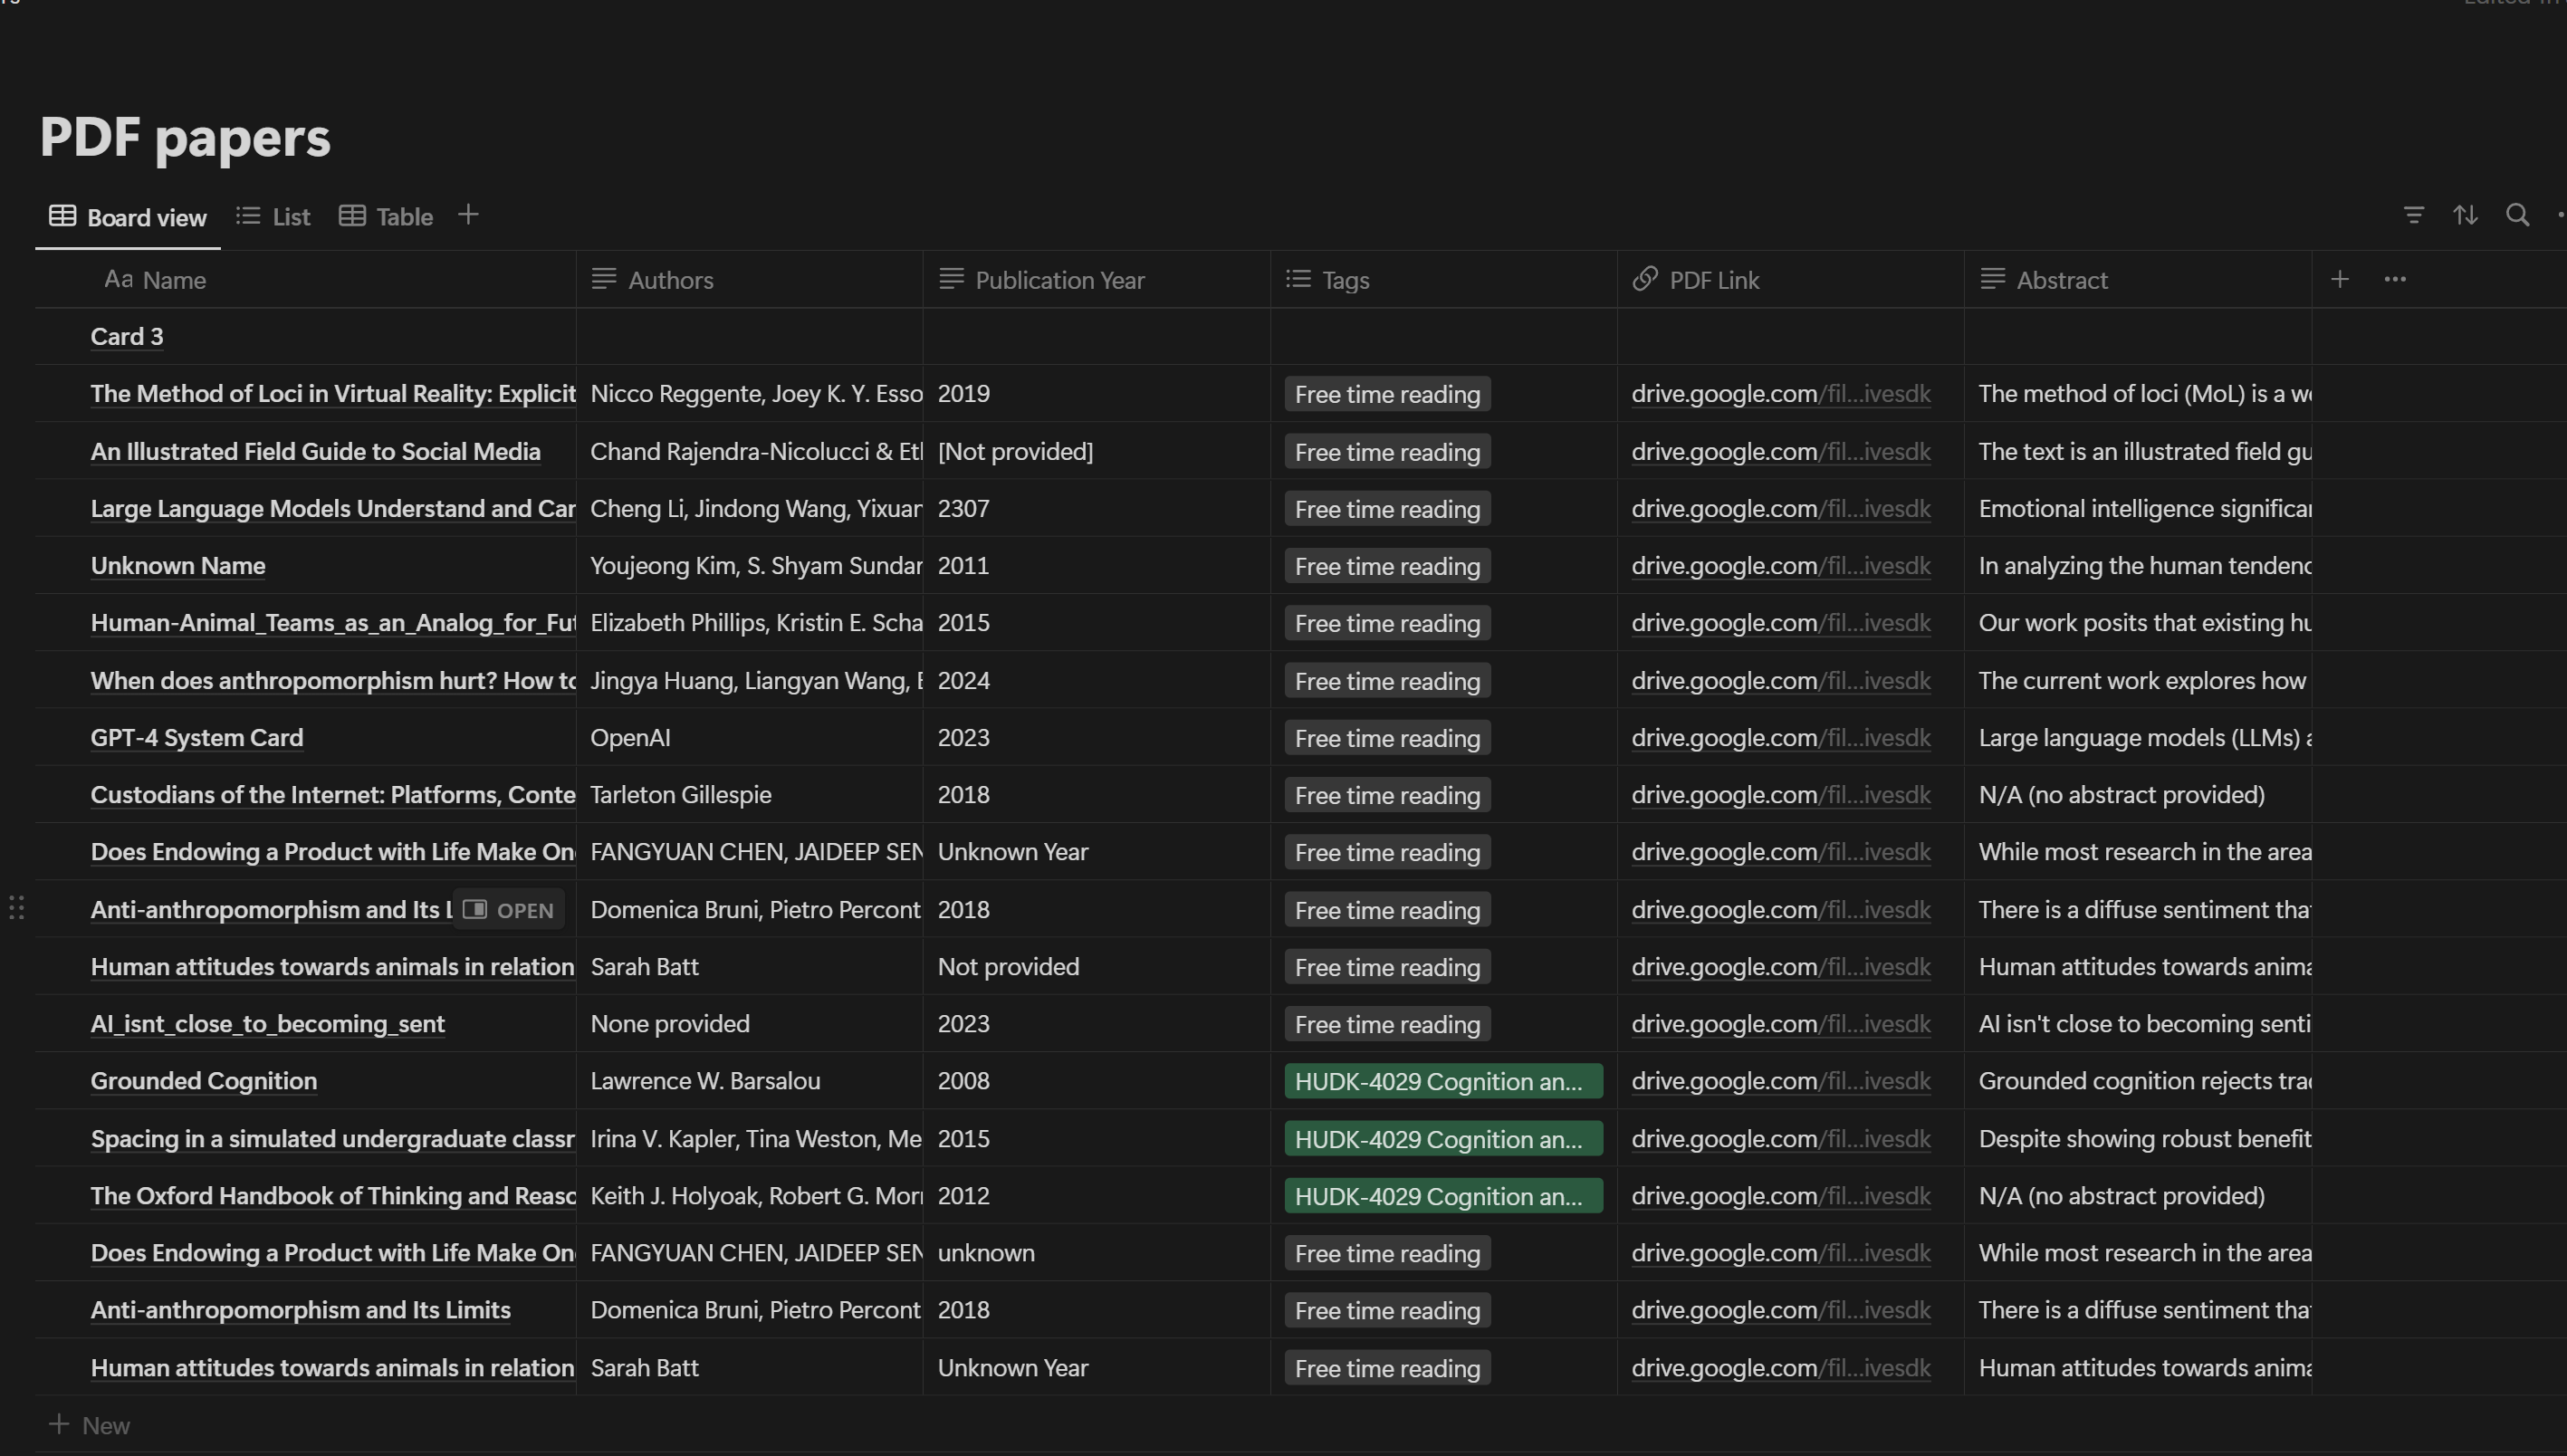 PDF papers
Board view List Table
Aa Name Authors Publication Year Tags PDF Link Abstract
Card 3
The Method of Loci in Virtual Reality: Explicit Nicco Reggente, Joey K. Y. Esso 2019 Free time reading drive.google.com/fil...ivesdk The method of loci (MoL) is a
An Illustrated Field Guide to Social Media Chand Rajendra-Nicolucci & [Not provided] Free time reading drive.google.com/fil...ivesdk The text is an illustrated field gu
Large Language Models Understand and Cheng Li, Jindong Wang, Yixuan 2307 Free time reading drive.google.com/fil...ivesdk Emotional intelligence
Unknown Name Youjeong Kim, S. Shyam Sundar 2011 Free time reading drive.google.com/fil...ivesdk In analyzing the human
Human-Animal_Teams_as_an_Analog_for_Fut Elizabeth Phillips, Kristin E. Scha 2015 Free time reading drive.google.com/fil...ivesdk Our work posits that existing hu
When does anthropomorphism hurt? How to Jingya Huang, Liangyan Wang, 2024 Free time reading drive.google.com/fil...ivesdk The current work explores how
GPT-4 System Card OpenAI 2023 Free time reading drive.google.com/fil...ivesdk Large language models (LLMs)
Custodians of the Internet: Platforms, Conte Tarleton Gillespie 2018 Free time reading drive.google.com/fil...ivesdk N/A (no abstract provided)
Does Endowing a Product with Life Make FANGYUAN CHEN, JAIDEEP SEN Unknown Year Free time reading drive.google.com/fil...ivesdk While most research in the area
Anti-anthropomorphism and Its OPEN Domenica Bruni, Pietro Percont 2018 Free time reading drive.google.com/fil...ivesdk There is a diffuse sentiment
Human attitudes towards animals in relation Sarah Batt Not provided Free time reading drive.google.com/fil...ivesdk Human attitudes towards
AI_isnt_close_to_becoming_sent None provided 2023 Free time reading drive.google.com/fil...ivesdk AI isn't close to becoming senti
Grounded Cognition Lawrence W. Barsalou 2008 HUDK-4029 Cognition an... drive.google.com/fil...ivesdk Grounded cognition rejects
Spacing in a simulated undergraduate classr Irina V. Kapler, Tina Weston, Me 2015 HUDK-4029 Cognition an... drive.google.com/fil...ivesdk Despite showing robust benefit
The Oxford Handbook of Thinking and Reaso Keith J. Holyoak, Robert G. Morr 2012 HUDK-4029 Cognition an... drive.google.com/fil...ivesdk N/A (no abstract provided)
Does Endowing a Product with Life Make FANGYUAN CHEN, JAIDEEP SEN unknown Free time reading drive.google.com/fil...ivesdk While most research in the area
Anti-anthropomorphism and Its Limits Domenica Bruni, Pietro Percont 2018 Free time reading drive.google.com/fil...ivesdk There is a diffuse sentiment
Human attitudes towards animals in relation Sarah Batt Unknown Year Free time reading drive.google.com/fil...ivesdk Human attitudes towards
New